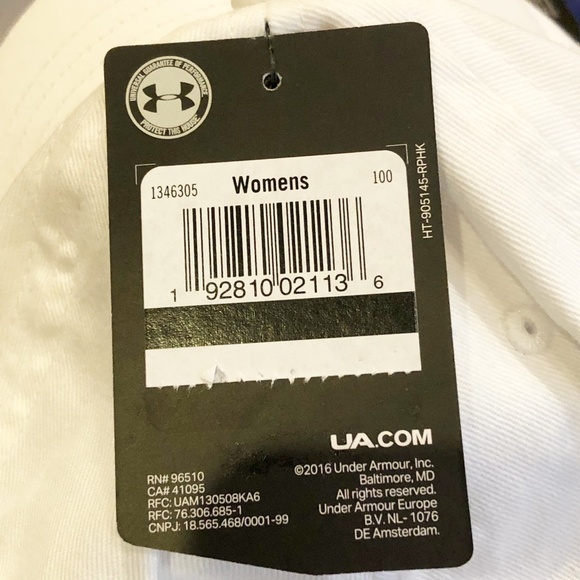 UNIVERSAL GUARANTEE OF PERFORMANCE
PROTECT THIS HOUSE
HT-905145-RPHK
1346305 Womens 100
1 92810 02113 6
UA.COM
©2016 Under Armour, Inc.
Baltimore, MD
All rights reserved.
Under Armour Europe
B.V. NL- 1076
DE Amsterdam.
RN# 96510
CA# 41095
RFC: UAM130508KA6
RFC: 76.306.685-1
CNPJ: 18.565.468/0001-99